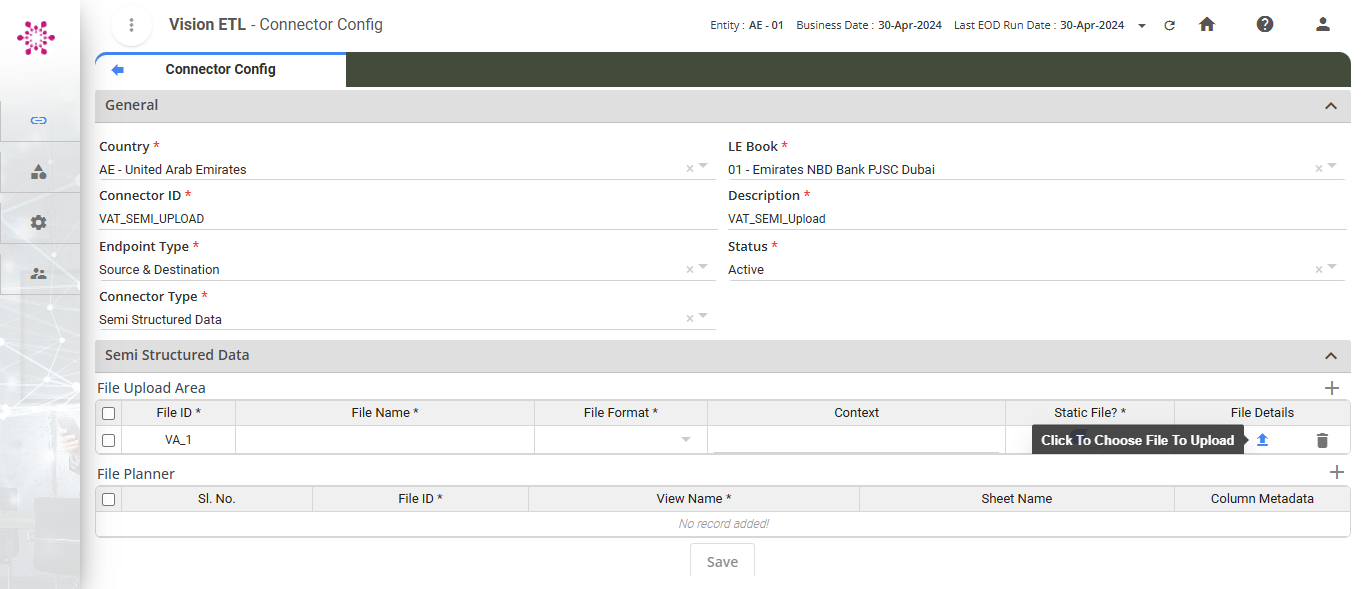 Vision ETL - Connector Config
Entity : AE - 01 Business Date : 30-Apr-2024 Last EOD Run Date : 30-Apr-2024
Connector Config
General
Country *
AE - United Arab Emirates
LE Book *
01 - Emirates NBD Bank PJSC Dubai
Connector ID *
VAT_SEMI_UPLOAD
Description *
VAT_SEMI_Upload
Endpoint Type *
Source & Destination
Status *
Active
Connector Type *
Semi Structured Data
Semi Structured Data
File Upload Area
File ID * File Name * File Format * Context Static File? * File Details
VA_1
Click To Choose File To Upload
File Planner
Sl. No. File ID * View Name * Sheet Name Column Metadata
No record added!
Save